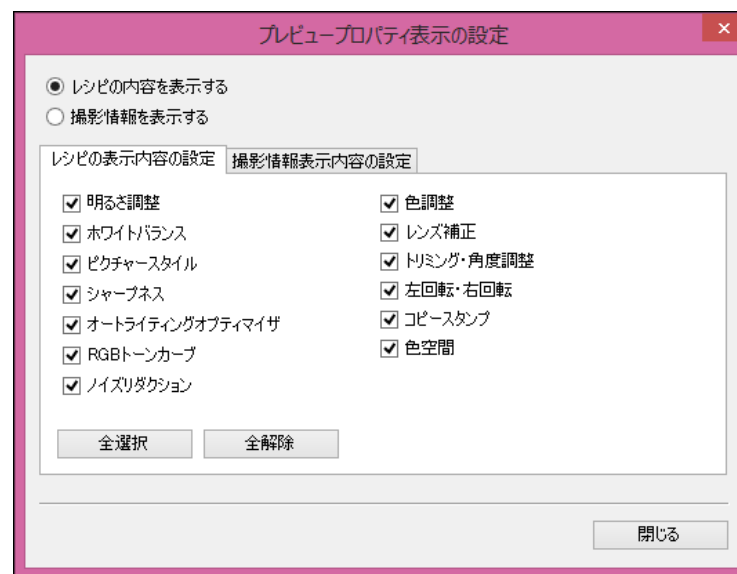 プレビュープロパティ表示の設定
レシピの内容を表示する
撮影情報を表示する
レシピの表示内容の設定 撮影情報表示内容の設定
明るさ調整
ホワイトバランス
ピクチャースタイル
シャープネス
オートライティングオプティマイザ
RGBトーンカーブ
ノイズリダクション
色調整
レンズ補正
トリミング・角度調整
左回転・右回転
コピースタンプ
色空間
全選択 全解除
閉じる